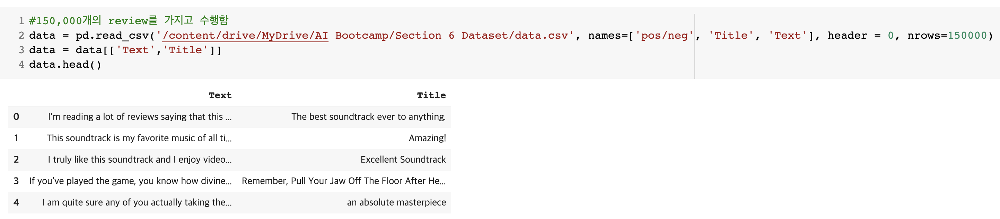 1 #150,000개의 review를 가지고 수행함
2 data = pd.read_csv('/content/drive/MyDrive/AI Bootcamp/Section 6 Dataset/data.csv', names=['pos/neg', 'Title', 'Text'], header = 0, nrows=150000)
3 data = data[['Text','Title']]
4 data.head()
Text Title
0 I'm reading a lot of reviews saying that this ... The best soundtrack ever to anything.
1 This soundtrack is my favorite music of all ti... Amazing!
2 I truly like this soundtrack and I enjoy video... Excellent Soundtrack
3 If you've played the game, you know how divine... Remember, Pull Your Jaw Off The Floor After He...
4 I am quite sure any of you actually taking the... an absolute masterpiece